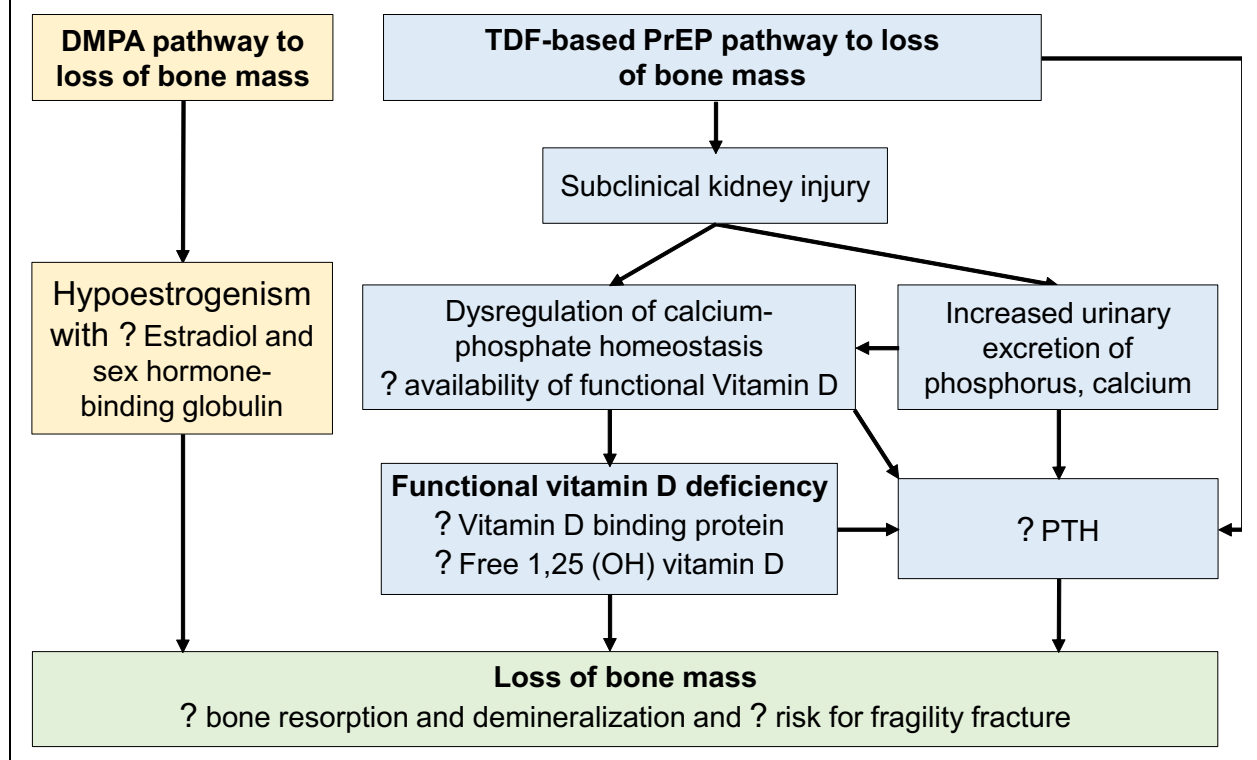 DMPA pathway to
loss of bone mass
TDF-based PrEP pathway to loss
of bone mass
Subclinical kidney injury
Hypoestrogenism
with ? Estradiol and
sex hormone-
binding globulin
Dysregulation of calcium-
phosphate homeostasis
? availability of functional Vitamin D
Increased urinary
excretion of
phosphorus, calcium
Functional vitamin D deficiency
? Vitamin D binding protein
? Free 1,25 (OH) vitamin D
? PTH
Loss of bone mass
? bone resorption and demineralization and ? risk for fragility fracture